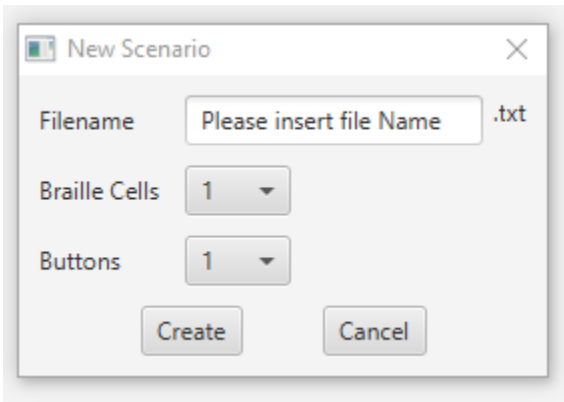 New Scenario
Filename Please insert file Name .txt
Braille Cells 1
Buttons 1
Create Cancel